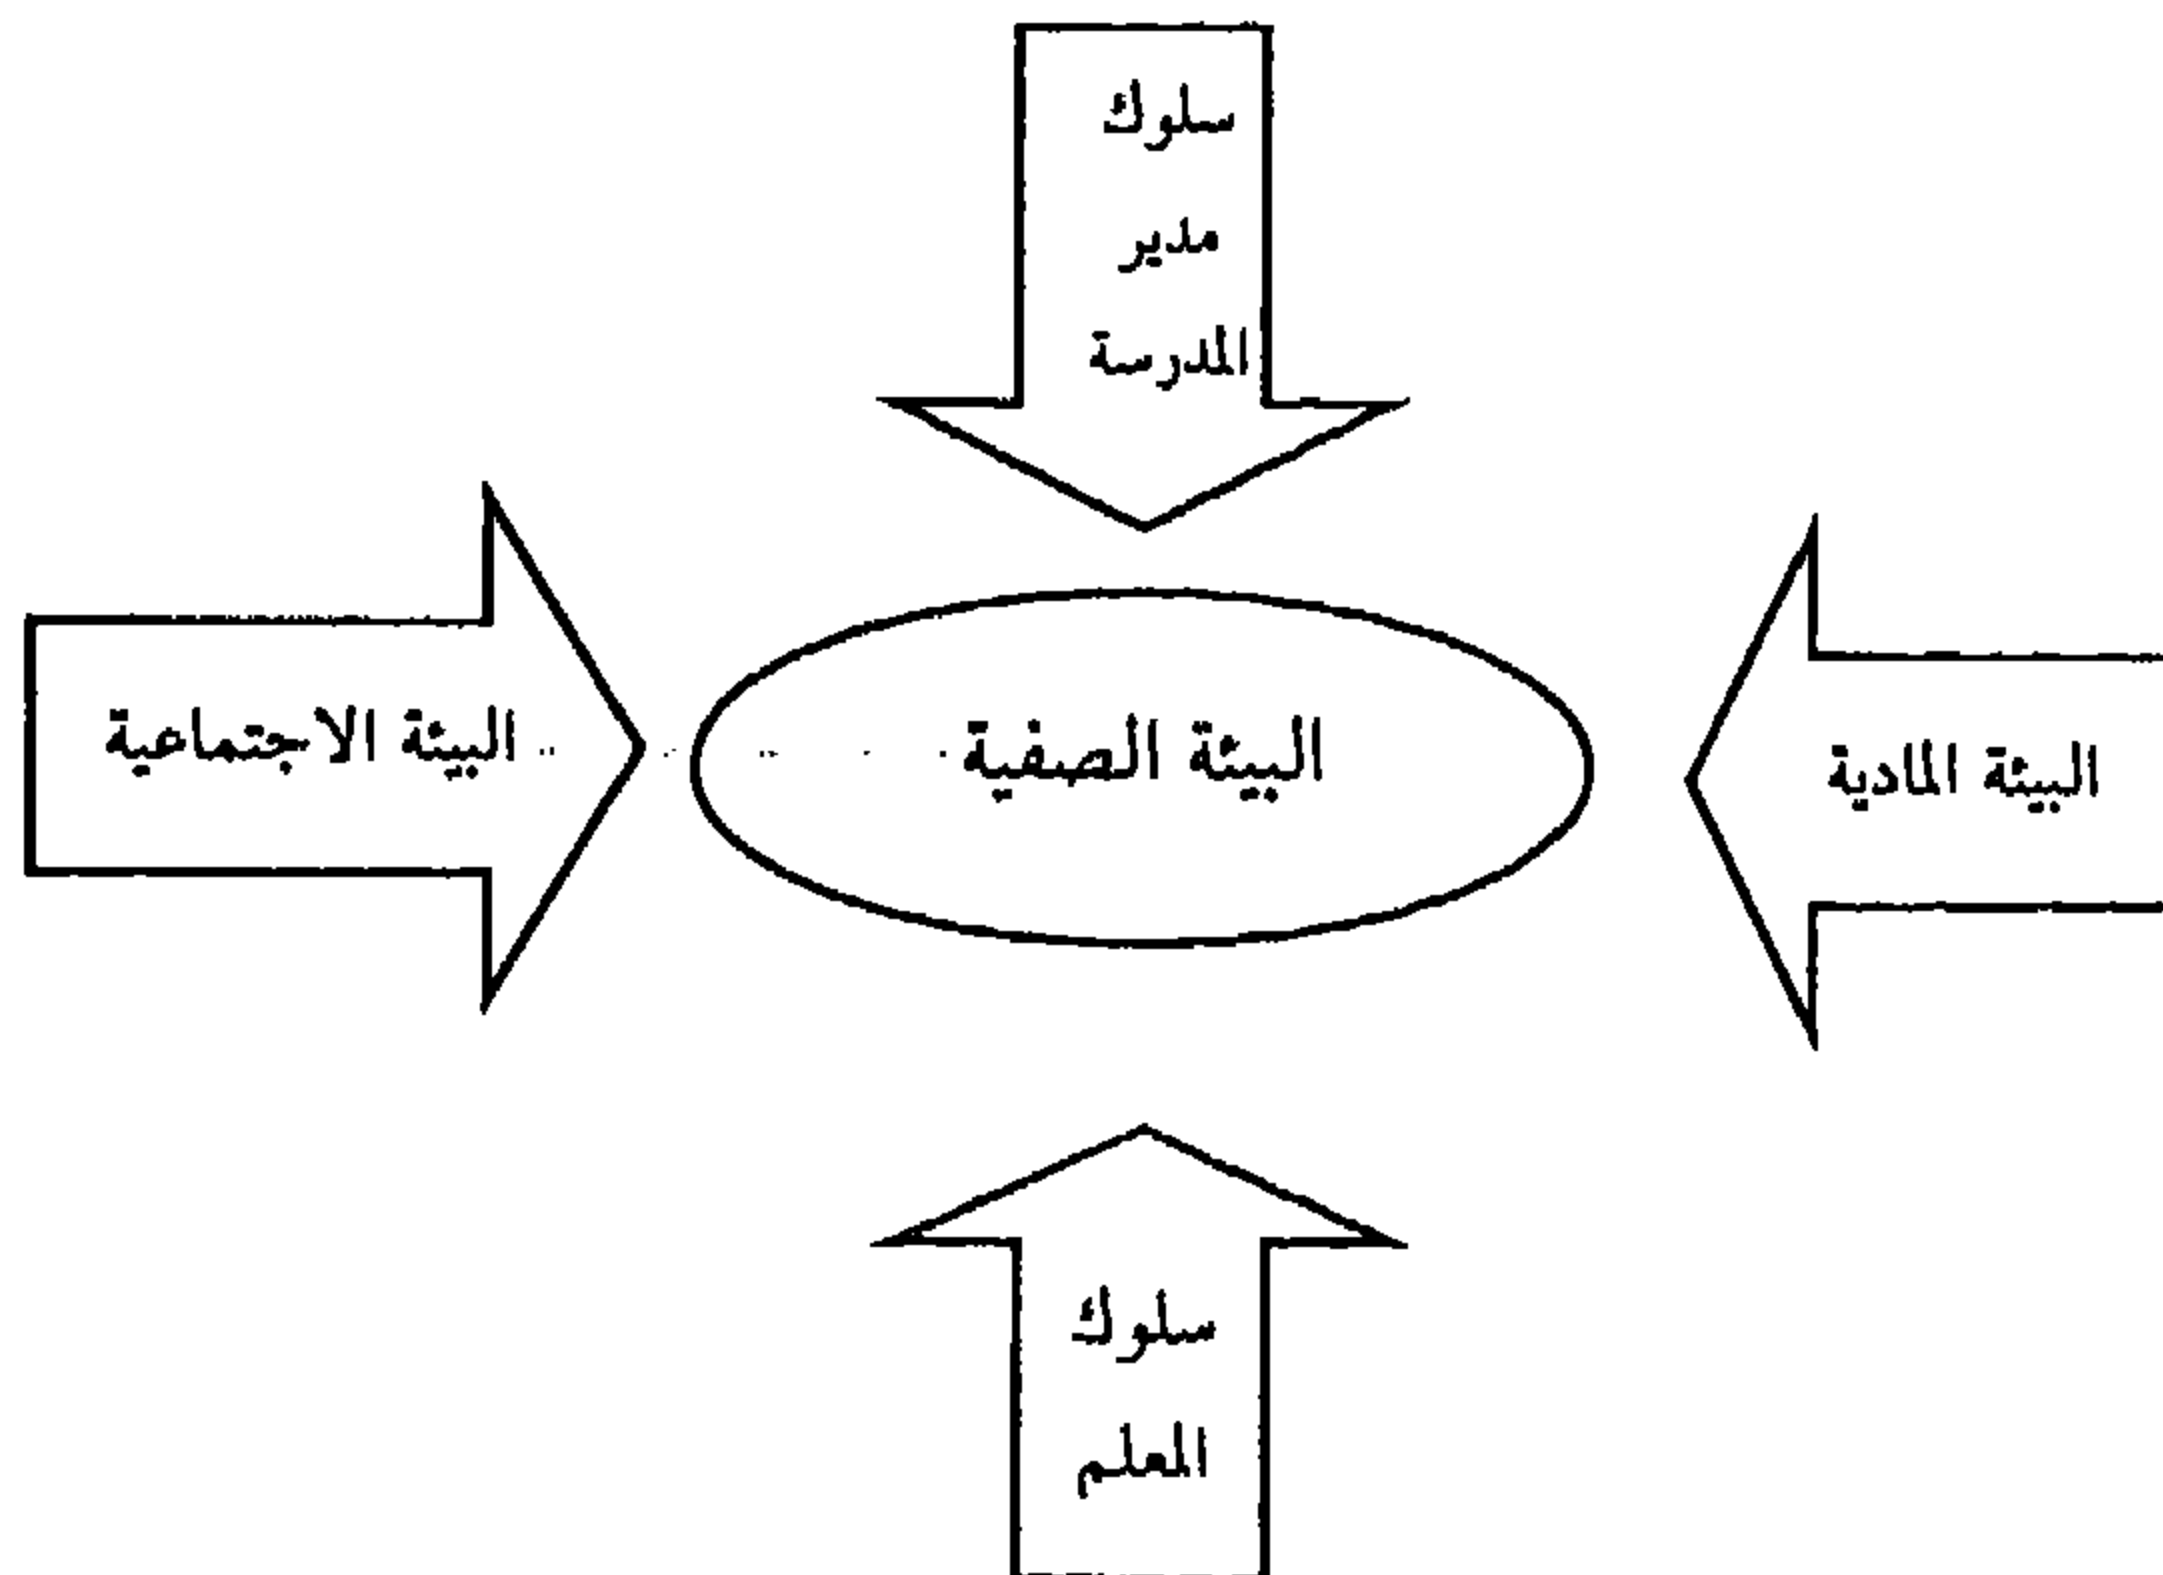 سلوك
مدير
المدرسة
البيئة المادية
البيئة الصفية
البيئة الاجتماعية
سلوك
المعلم